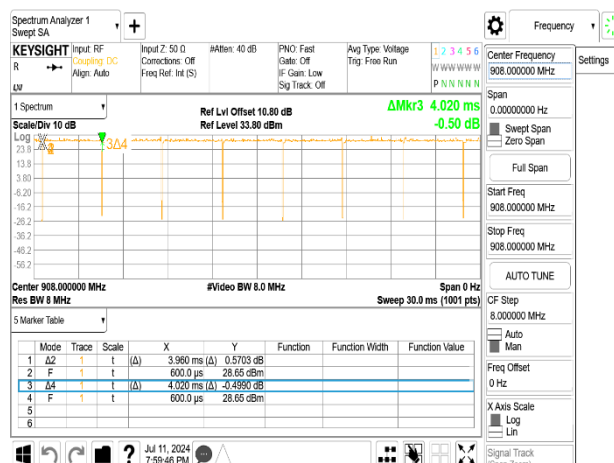 Spectrum Analyzer 1
Swept SA
Frequency
KEYSIGHT
R
Input: RF
Coupling: DC
Align: Auto
Input Z: 50 Ω
Corrections: Off
Freq Ref: Int (S)
#Atten: 40 dB
PNO: Fast
Gate: Off
IF Gain: Low
Sig Track: Off
Avg Type: Voltage
Trig: Free Run
1 2 3 4 5 6
W W W W W W
P N N N N N
1 Spectrum
Scale/Div 10 dB
Log
Ref Lvl Offset 10.80 dB
Ref Level 33.80 dBm
ΔMkr3 4.020 ms
-0.50 dB
3Δ4
23.8
13.8
3.80
-6.20
-16.2
-26.2
-36.2
-46.2
-56.2
Center 908.000000 MHz
Res BW 8 MHz
#Video BW 8.0 MHz
Span 0 Hz
Sweep 30.0 ms (1001 pts)
5 Marker Table
Mode Trace Scale X Y Function Function Width Function Value
1 Δ2 1 t (Δ) 3.960 ms (Δ) 0.5703 dB
2 F 1 t 600.0 µs 28.65 dBm
3 Δ4 1 t (Δ) 4.020 ms (Δ) -0.4990 dB
4 F 1 t 600.0 µs 28.65 dBm
5
6
?
Jul 11, 2024
7:59:46 PM
Center Frequency
908.000000 MHz
Settings
Span
0.00000000 Hz
Swept Span
Zero Span
Full Span
Start Freq
908.000000 MHz
Stop Freq
908.000000 MHz
AUTO TUNE
CF Step
8.000000 MHz
Auto
Man
Freq Offset
0 Hz
X Axis Scale
Log
Lin
Signal Track